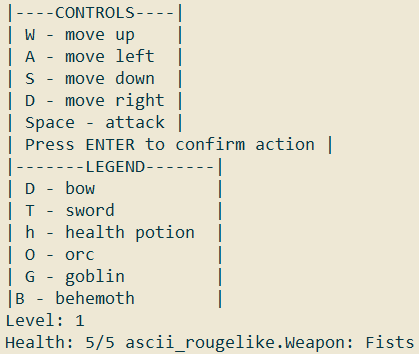 |----CONTROLS----|
| W - move up    |
| A - move left  |
| S - move down  |
| D - move right |
| Space - attack |
| Press ENTER to confirm action |
|-------LEGEND-------|
| D - bow            |
| T - sword          |
| h - health potion  |
| O - orc            |
| G - goblin         |
|B - behemoth        |
Level: 1
Health: 5/5 ascii_rougelike.Weapon: Fists